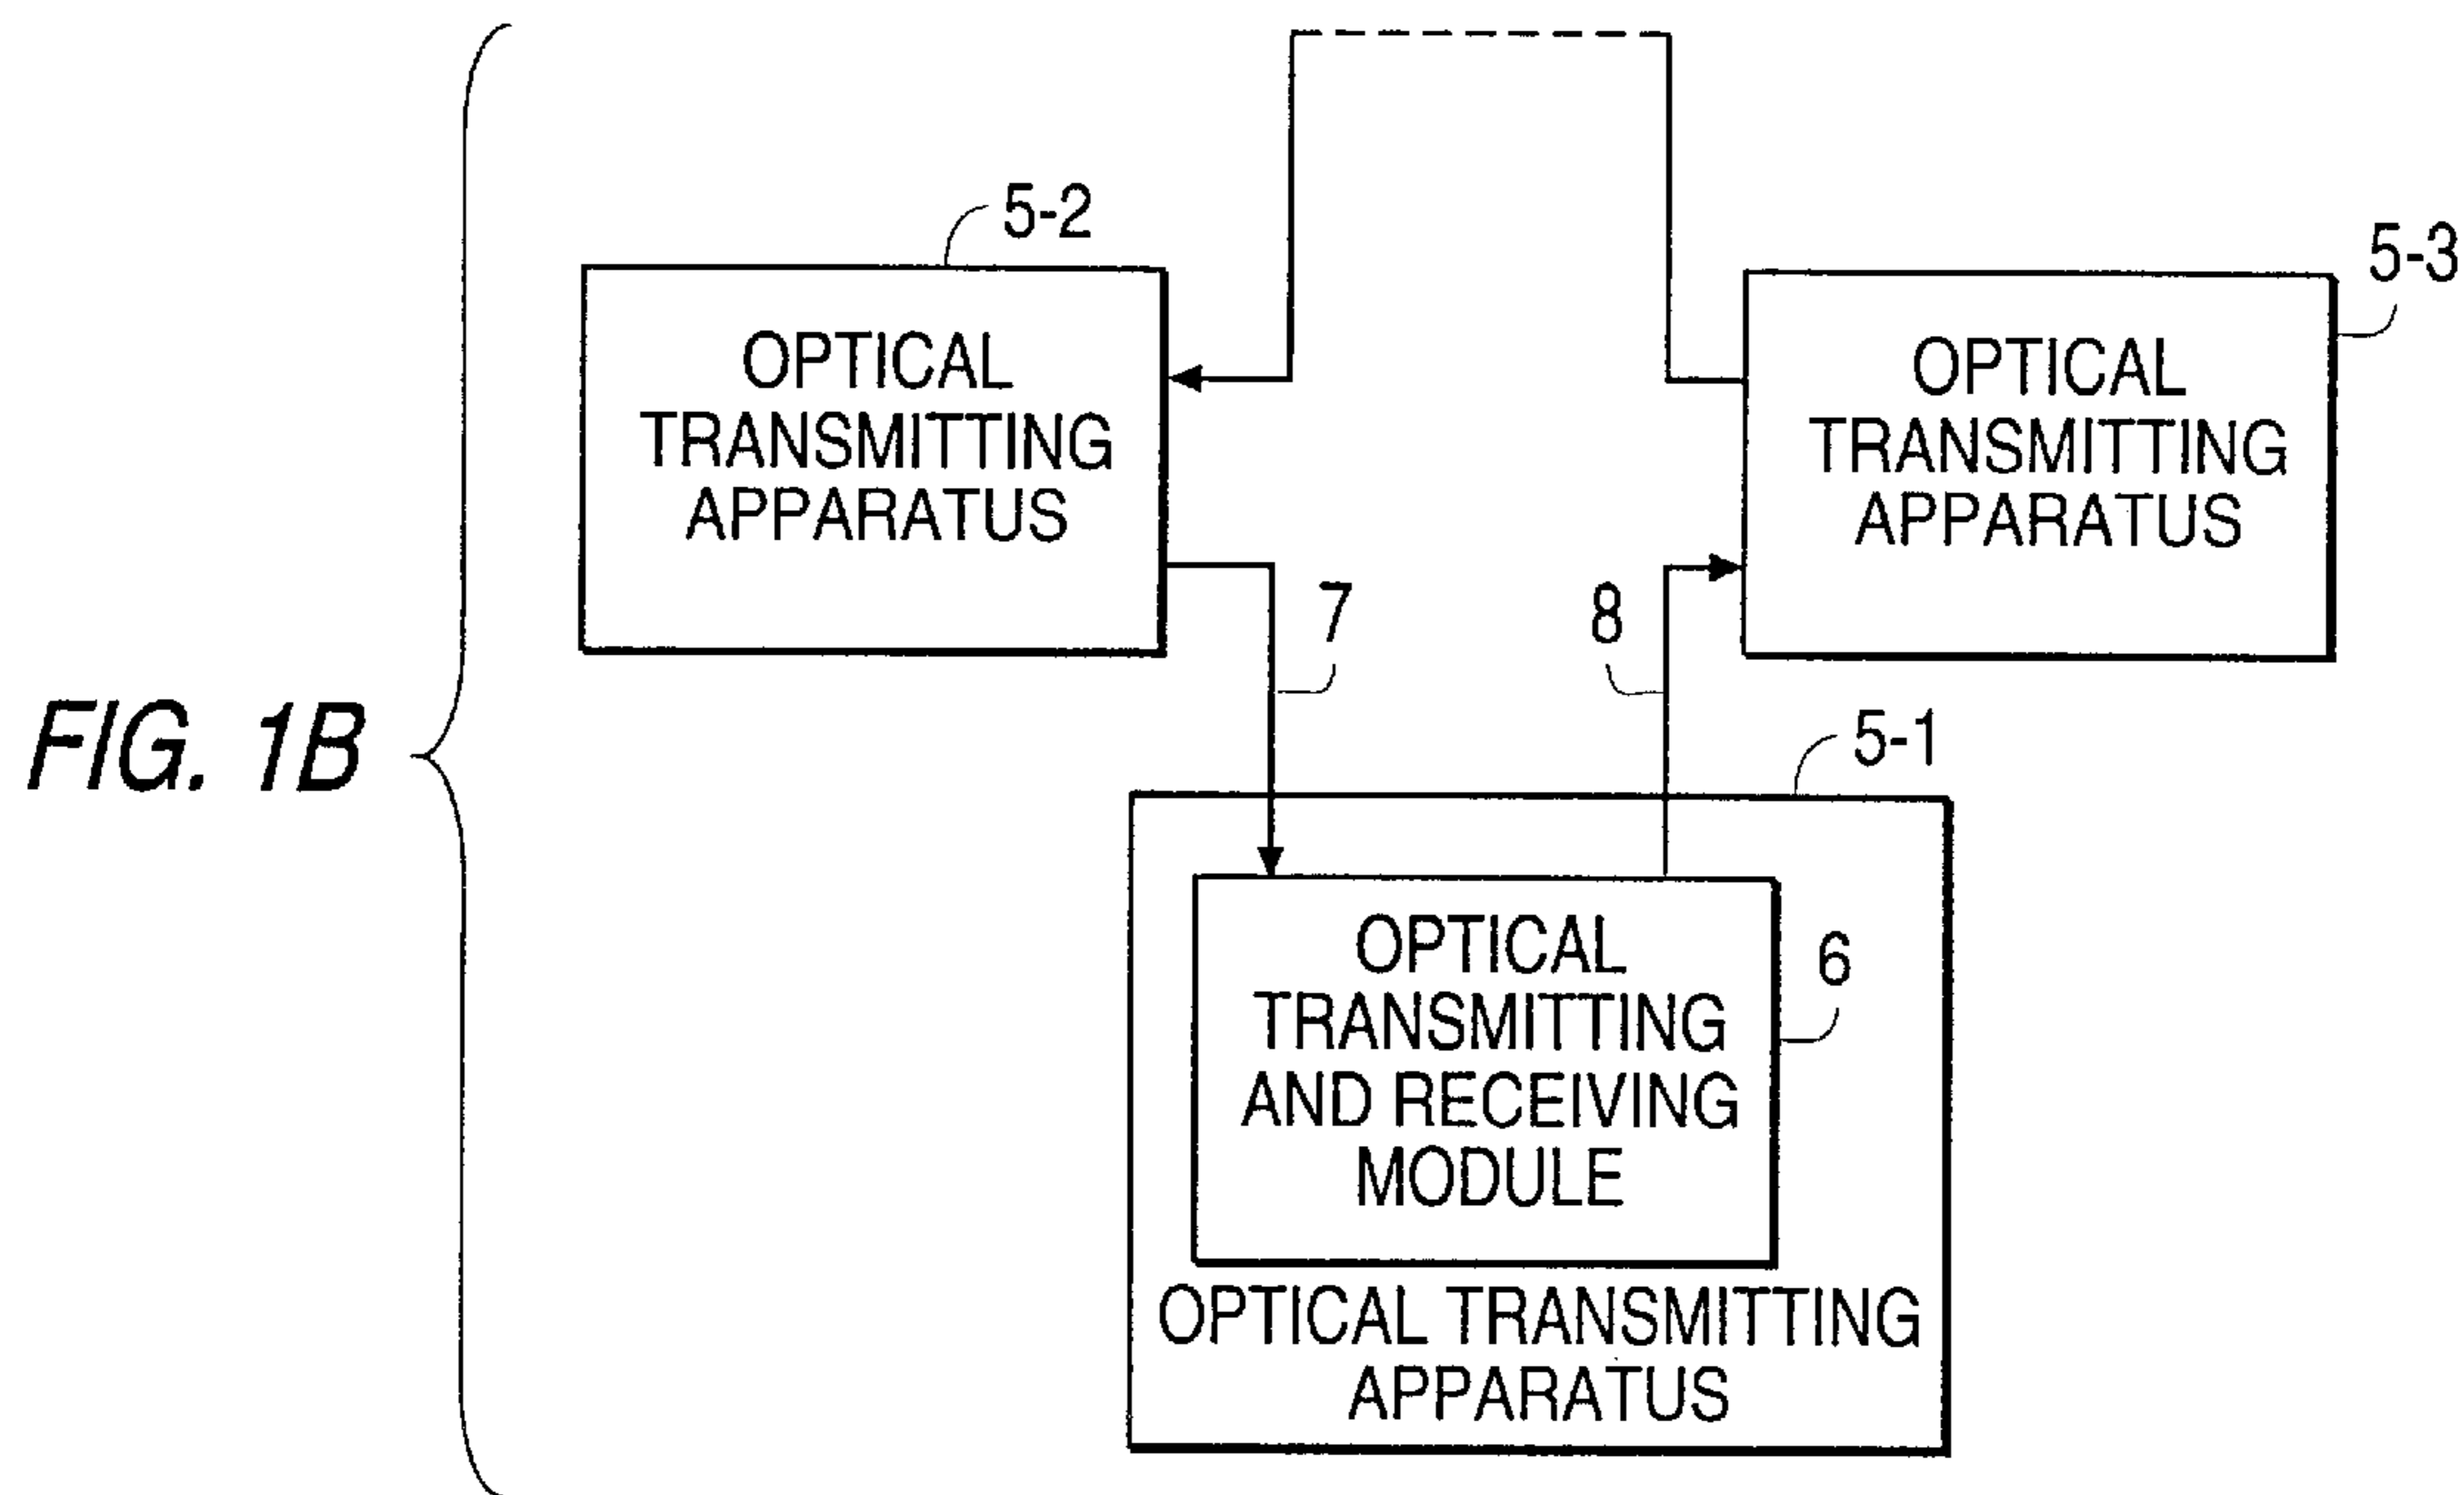 FIG. 1B
5-2
OPTICAL
TRANSMITTING
APPARATUS
5-3
OPTICAL
TRANSMITTING
APPARATUS
7
8
5-1
OPTICAL
TRANSMITTING
AND RECEIVING
MODULE
6
OPTICAL TRANSMITTING
APPARATUS